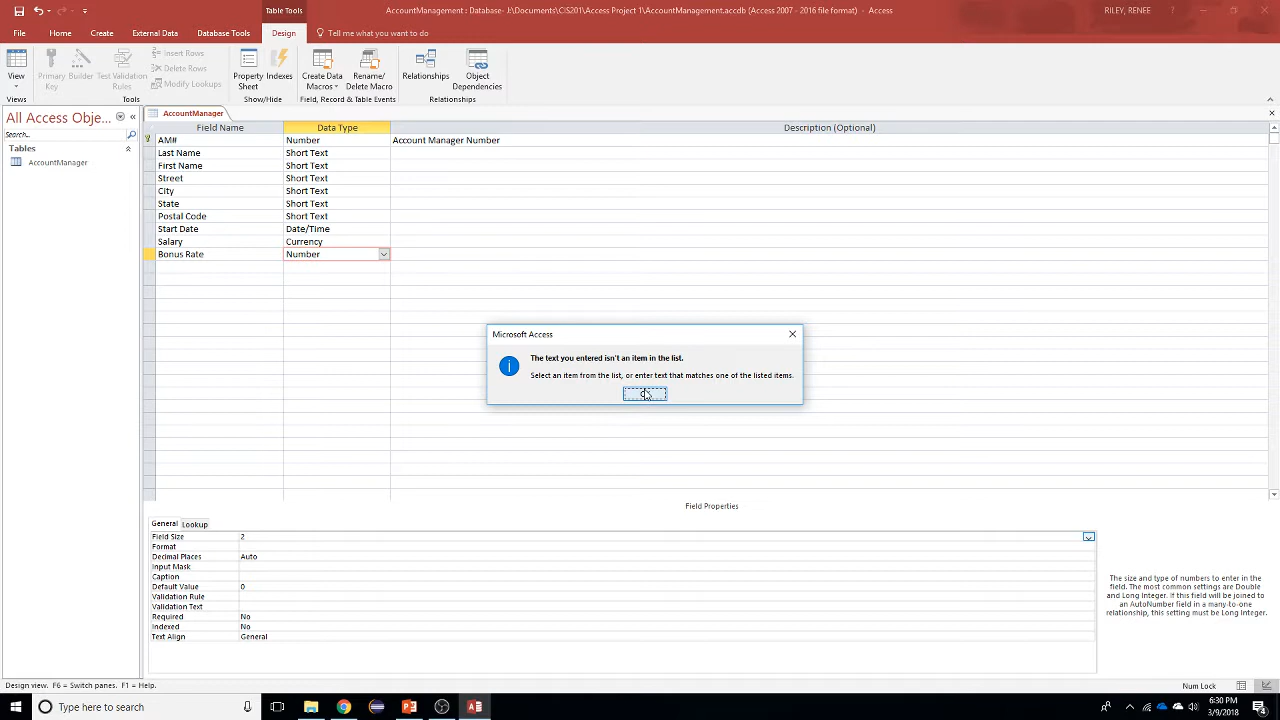 Table Tools
AccountManagement : Database- J:\Documents\CIS201\Access Project 1\AccountManagement.accdb (Access 2007 - 2016 file format) - Access
RILEY, RENEE
File Home Create External Data Database Tools Design Tell me what you want to do
View
Primary Key
Builder
Test Validation Rules
Insert Rows
Delete Rows
Modify Lookups
Property Sheet
Indexes
Create Data Macros
Rename/ Delete Macro
Relationships
Object Dependencies
Views Tools Show/Hide Field, Record & Table Events Relationships
All Access Obje...
Search...
Tables
AccountManager
AccountManager
Field Name Data Type Description (Optional)
AM# Number Account Manager Number
Last Name Short Text
First Name Short Text
Street Short Text
City Short Text
State Short Text
Postal Code Short Text
Start Date Date/Time
Salary Currency
Bonus Rate Number
Microsoft Access
The text you entered isn't an item in the list.
Select an item from the list, or enter text that matches one of the listed items.
Field Properties
General Lookup
Field Size 2
Format
Decimal Places Auto
Input Mask
Caption
Default Value 0
Validation Rule
Validation Text
Required No
Indexed No
Text Align General
The size and type of numbers to enter in the
field. The most common settings are Double
and Long Integer. If this field will be joined
to an AutoNumber field in a many-to-one
relationship, this setting must be Long Integer.
Design view. F6 = Switch panes. F1 = Help.
Num Lock
Type here to search
6:30 PM
3/9/2018